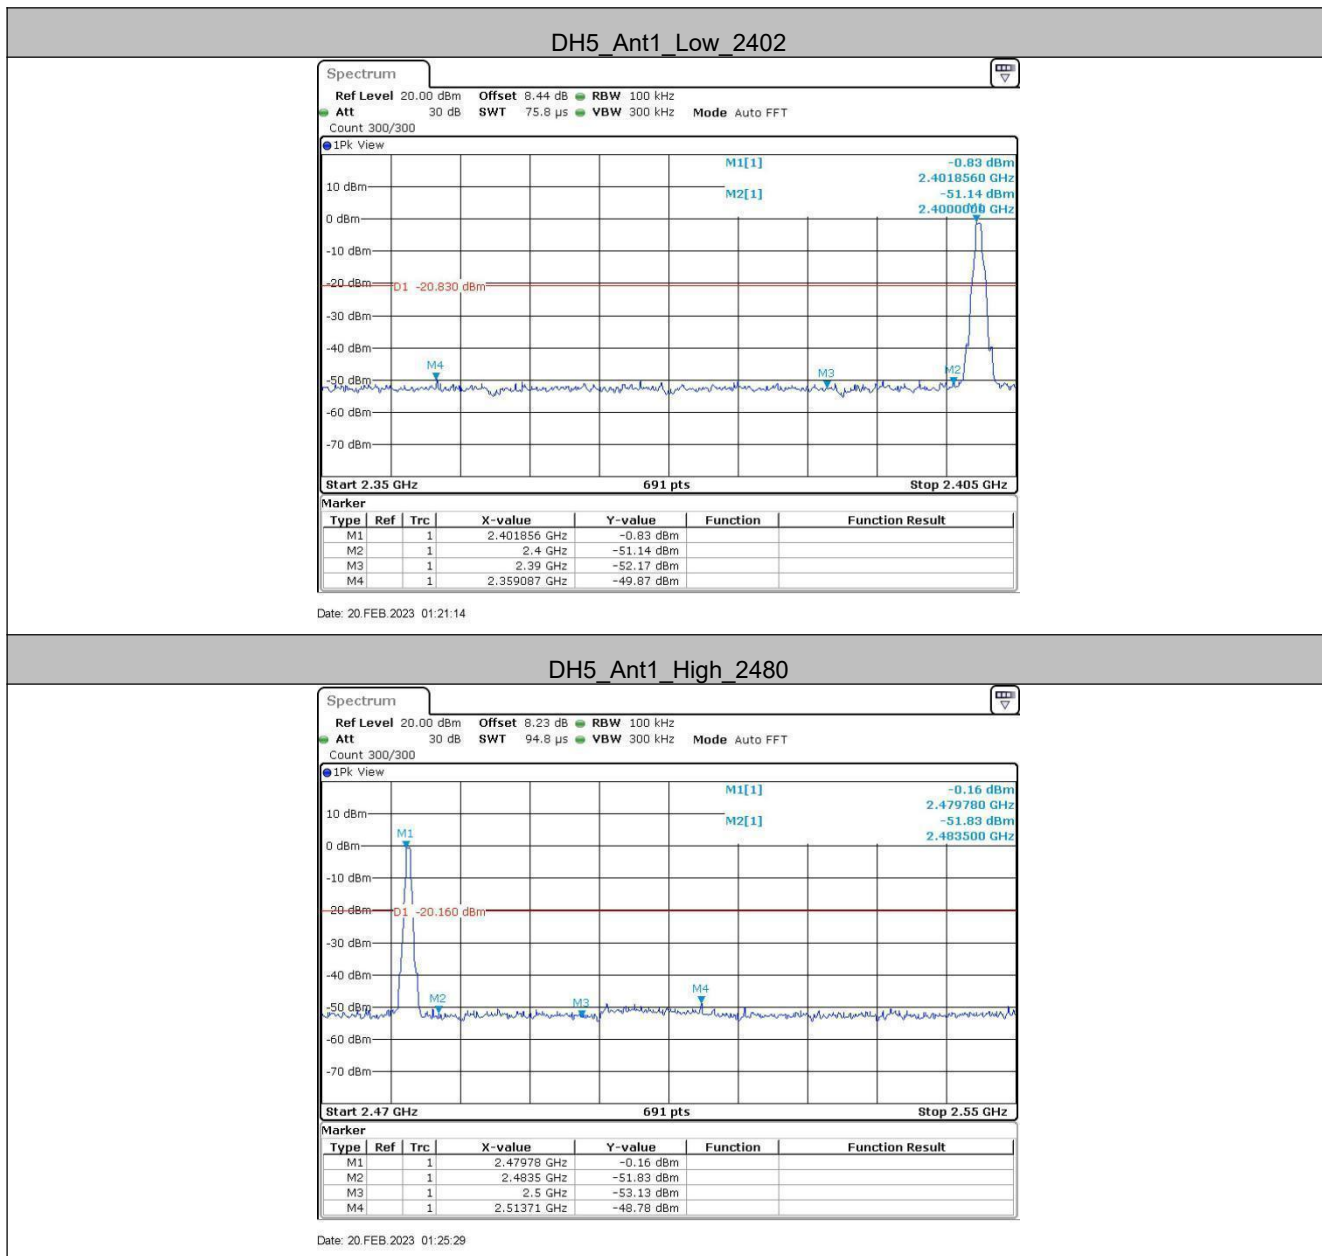 DH5_Ant1_Low_2402
Spectrum
Ref Level 20.00 dBm Offset 8.44 dB RBW 100 kHz
Att 30 dB SWT 75.8 µs VBW 300 kHz Mode Auto FFT
Count 300/300
1Pk View
M1[1] -0.83 dBm
2.4018560 GHz
M2[1] -51.14 dBm
2.4000000 GHz
M1
10 dBm
0 dBm
-10 dBm
-20 dBm
D1 -20.830 dBm
-30 dBm
-40 dBm
M4
M3
M2
-50 dBm
-60 dBm
-70 dBm
Start 2.35 GHz 691 pts Stop 2.405 GHz
Marker
Type Ref Trc X-value Y-value Function Function Result
M1 1 2.401856 GHz -0.83 dBm
M2 1 2.4 GHz -51.14 dBm
M3 1 2.39 GHz -52.17 dBm
M4 1 2.359087 GHz -49.87 dBm
Date: 20.FEB.2023 01:21:14
DH5_Ant1_High_2480
Spectrum
Ref Level 20.00 dBm Offset 8.23 dB RBW 100 kHz
Att 30 dB SWT 94.8 µs VBW 300 kHz Mode Auto FFT
Count 300/300
1Pk View
M1[1] -0.16 dBm
2.479780 GHz
M2[1] -51.83 dBm
2.483500 GHz
10 dBm
M1
0 dBm
-10 dBm
-20 dBm
D1 -20.160 dBm
-30 dBm
-40 dBm
M4
M2
M3
-50 dBm
-60 dBm
-70 dBm
Start 2.47 GHz 691 pts Stop 2.55 GHz
Marker
Type Ref Trc X-value Y-value Function Function Result
M1 1 2.47978 GHz -0.16 dBm
M2 1 2.4835 GHz -51.83 dBm
M3 1 2.5 GHz -53.13 dBm
M4 1 2.51371 GHz -48.78 dBm
Date: 20.FEB.2023 01:25:29